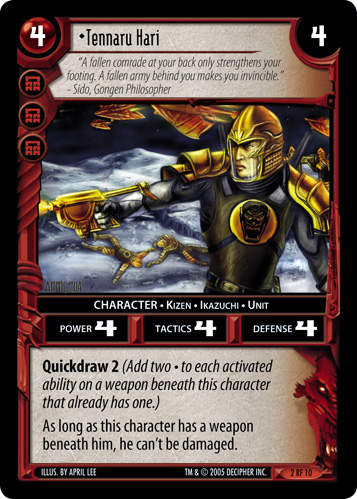 4
•Tennaru Hari
4
“A fallen comrade at your back only strengthens your
footing. A fallen army behind you makes you invincible.”
- Sido, Gongen Philosopher
APRIL '04
CHARACTER • KIZEN • IKAZUCHI • UNIT
POWER 4
TACTICS 4
DEFENSE 4
Quickdraw 2 (Add two • to each activated
ability on a weapon beneath this character
that already has one.)
As long as this character has a weapon
beneath him, he can't be damaged.
ILLUS. BY APRIL LEE
TM & © 2005 DECIPHER INC.
2 RF 10